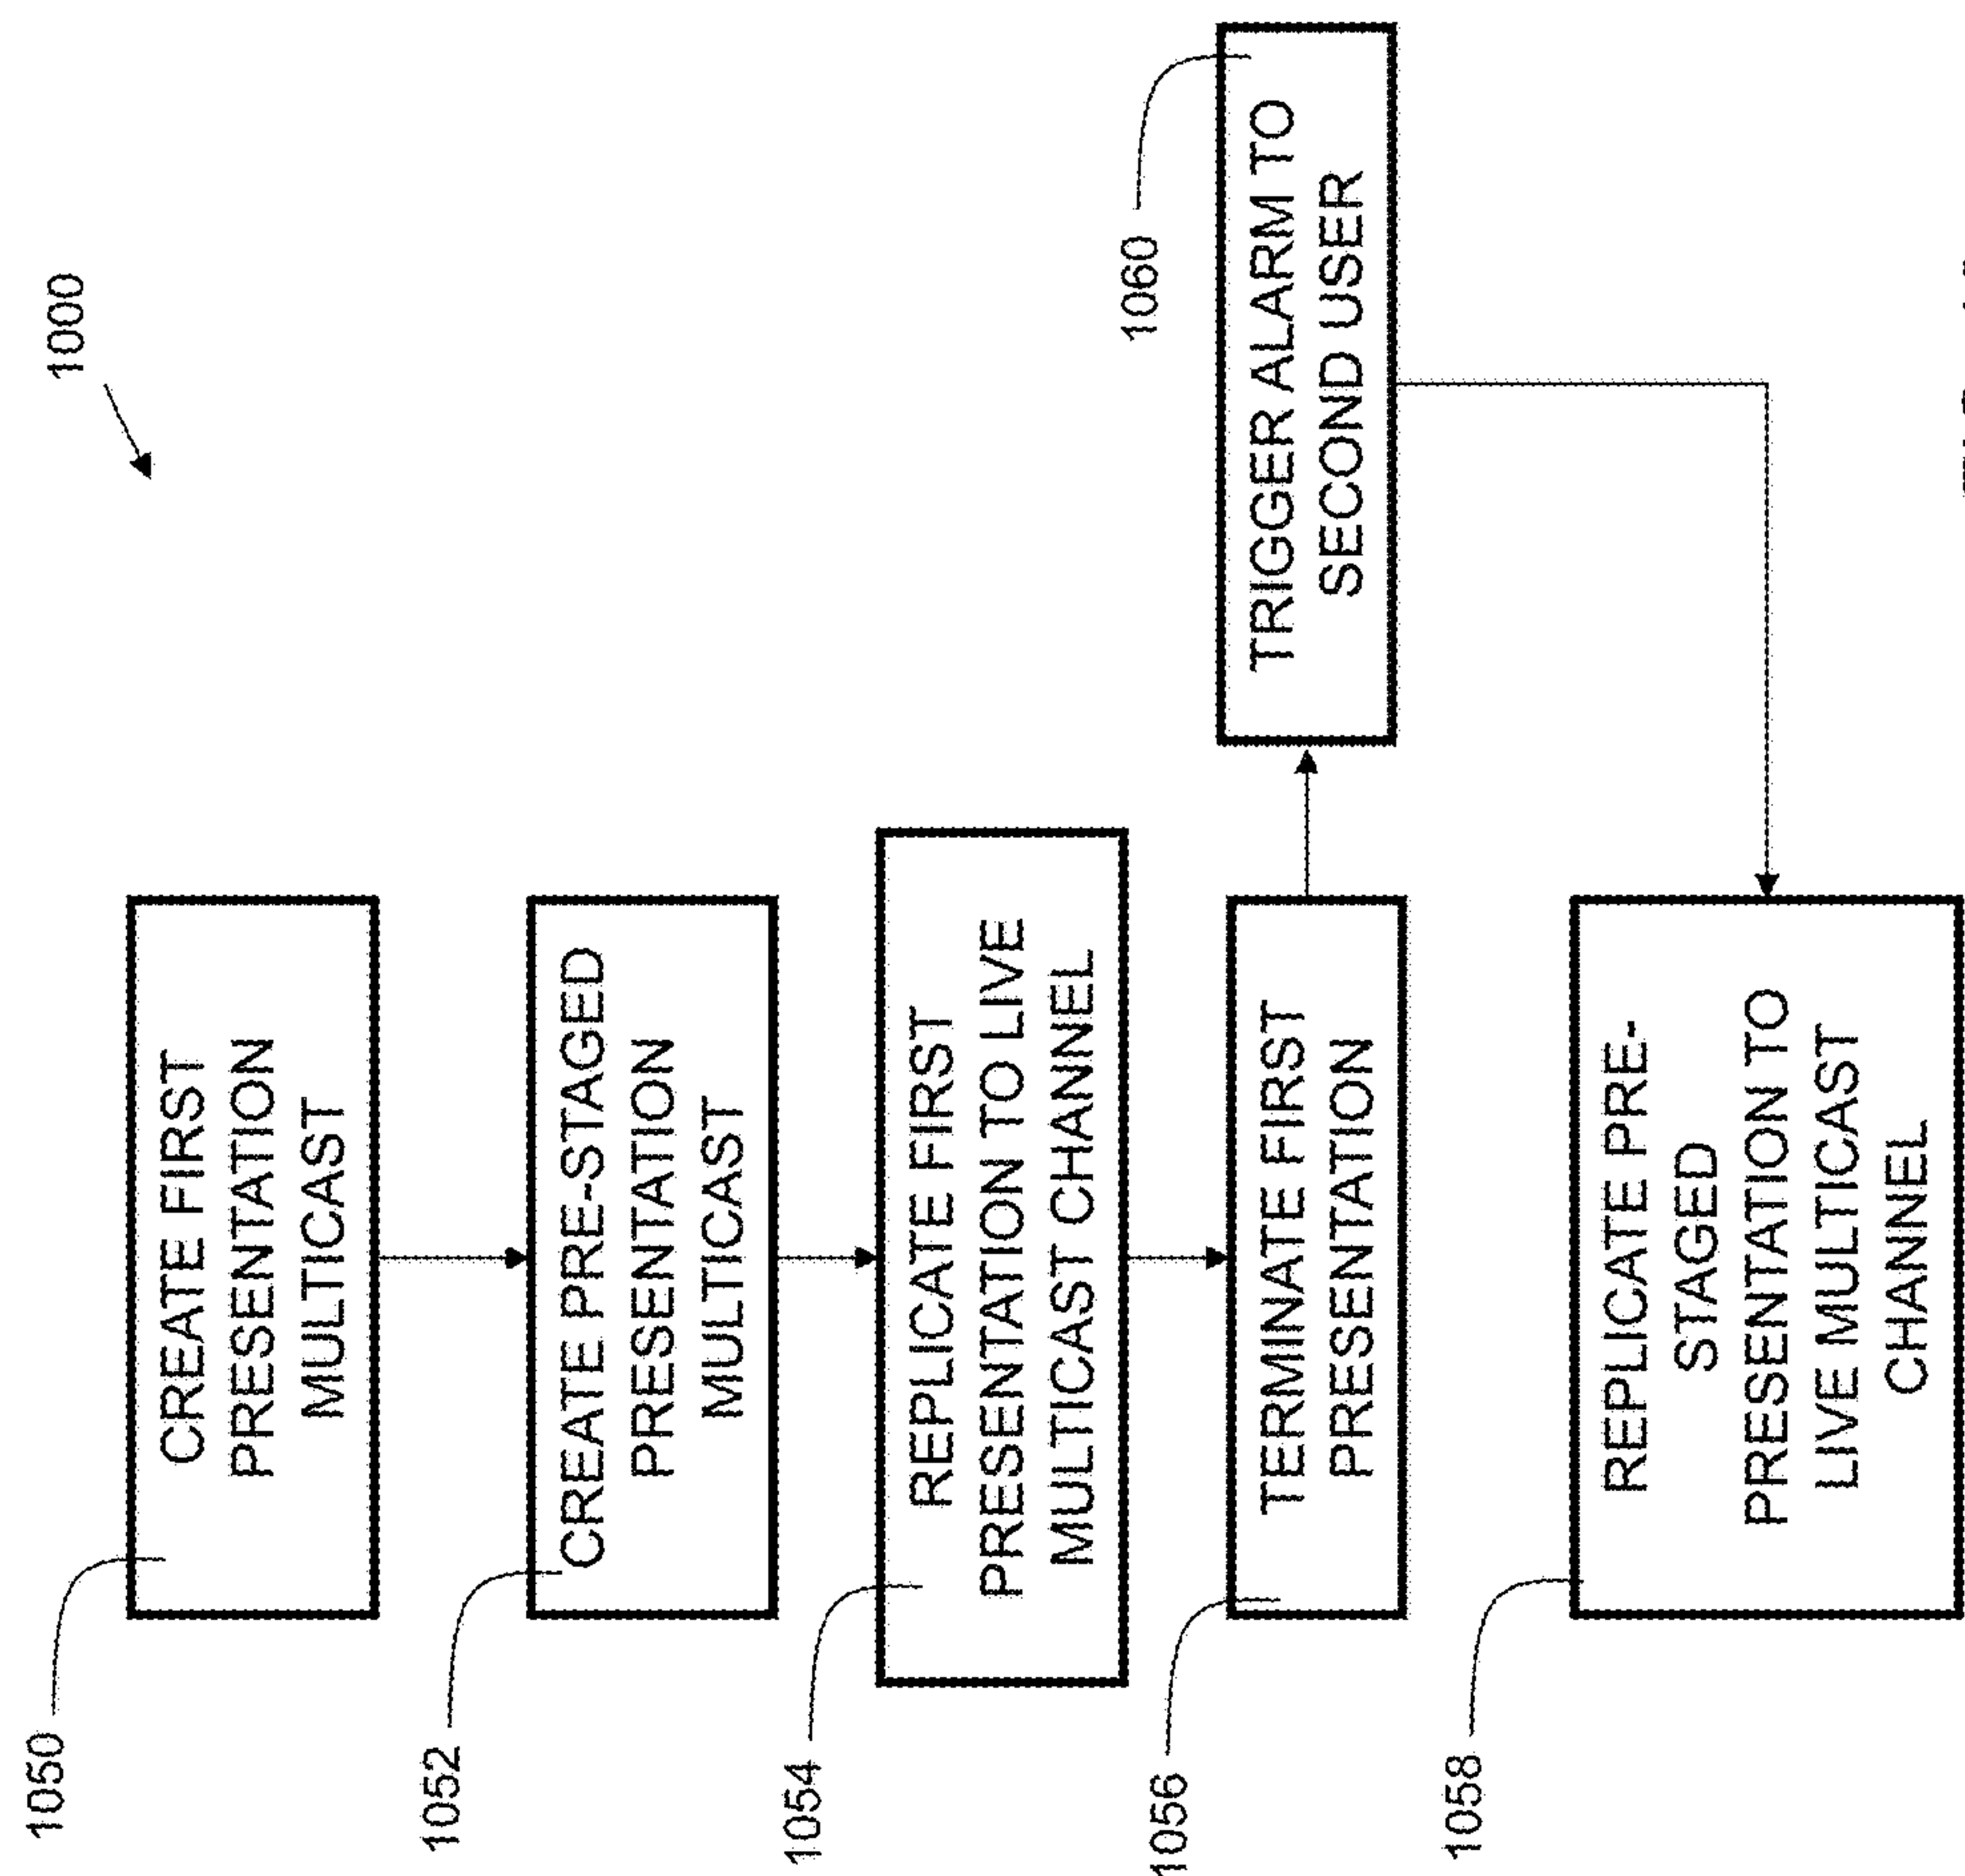 1000
1050
CREATE FIRST
PRESENTATION
MULTICAST
1052
CREATE PRE-STAGED
PRESENTATION
MULTICAST
1054
REPLICATE FIRST
PRESENTATION TO LIVE
MULTICAST CHANNEL
1056
TERMINATE FIRST
PRESENTATION
1060
TRIGGER ALARM TO
SECOND USER
1058
REPLICATE PRE-
STAGED
PRESENTATION TO
LIVE MULTICAST
CHANNEL